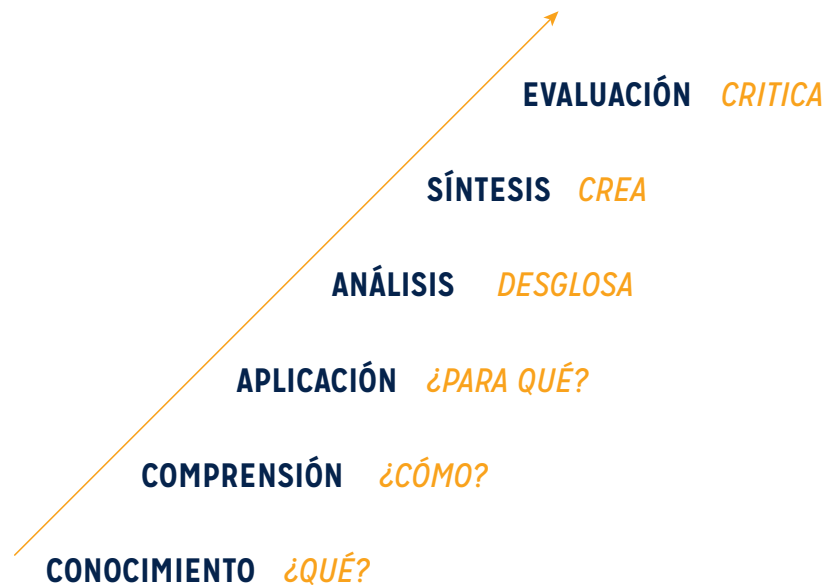 EVALUACIÓN CRITICA
SÍNTESIS CREA
ANÁLISIS DESGLOSA
APLICACIÓN ¿PARA QUÉ?
COMPRENSIÓN ¿CÓMO?
CONOCIMIENTO ¿QUÉ?